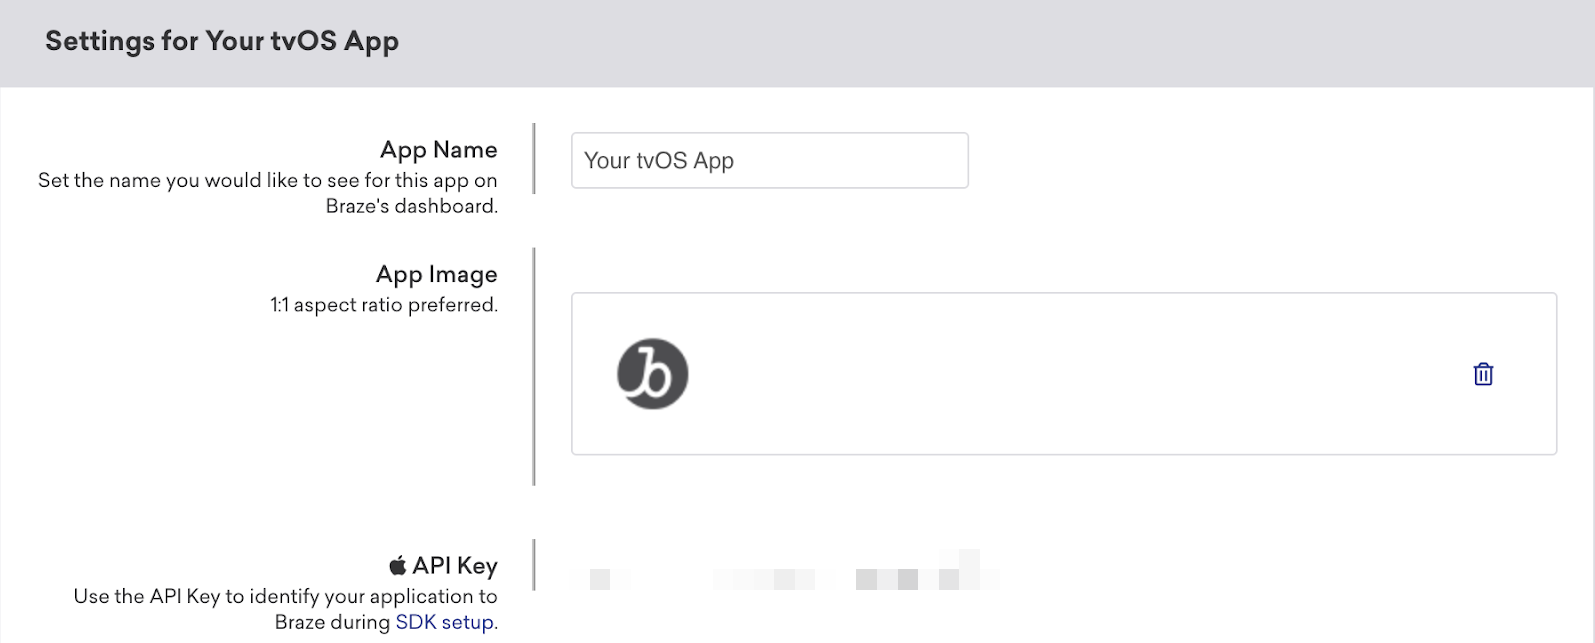 Settings for Your tvOS App
App Name
Set the name you would like to see for this app on
Braze's dashboard.
Your tvOS App
App Image
1:1 aspect ratio preferred.
b
API Key
Use the API Key to identify your application to
Braze during SDK setup.